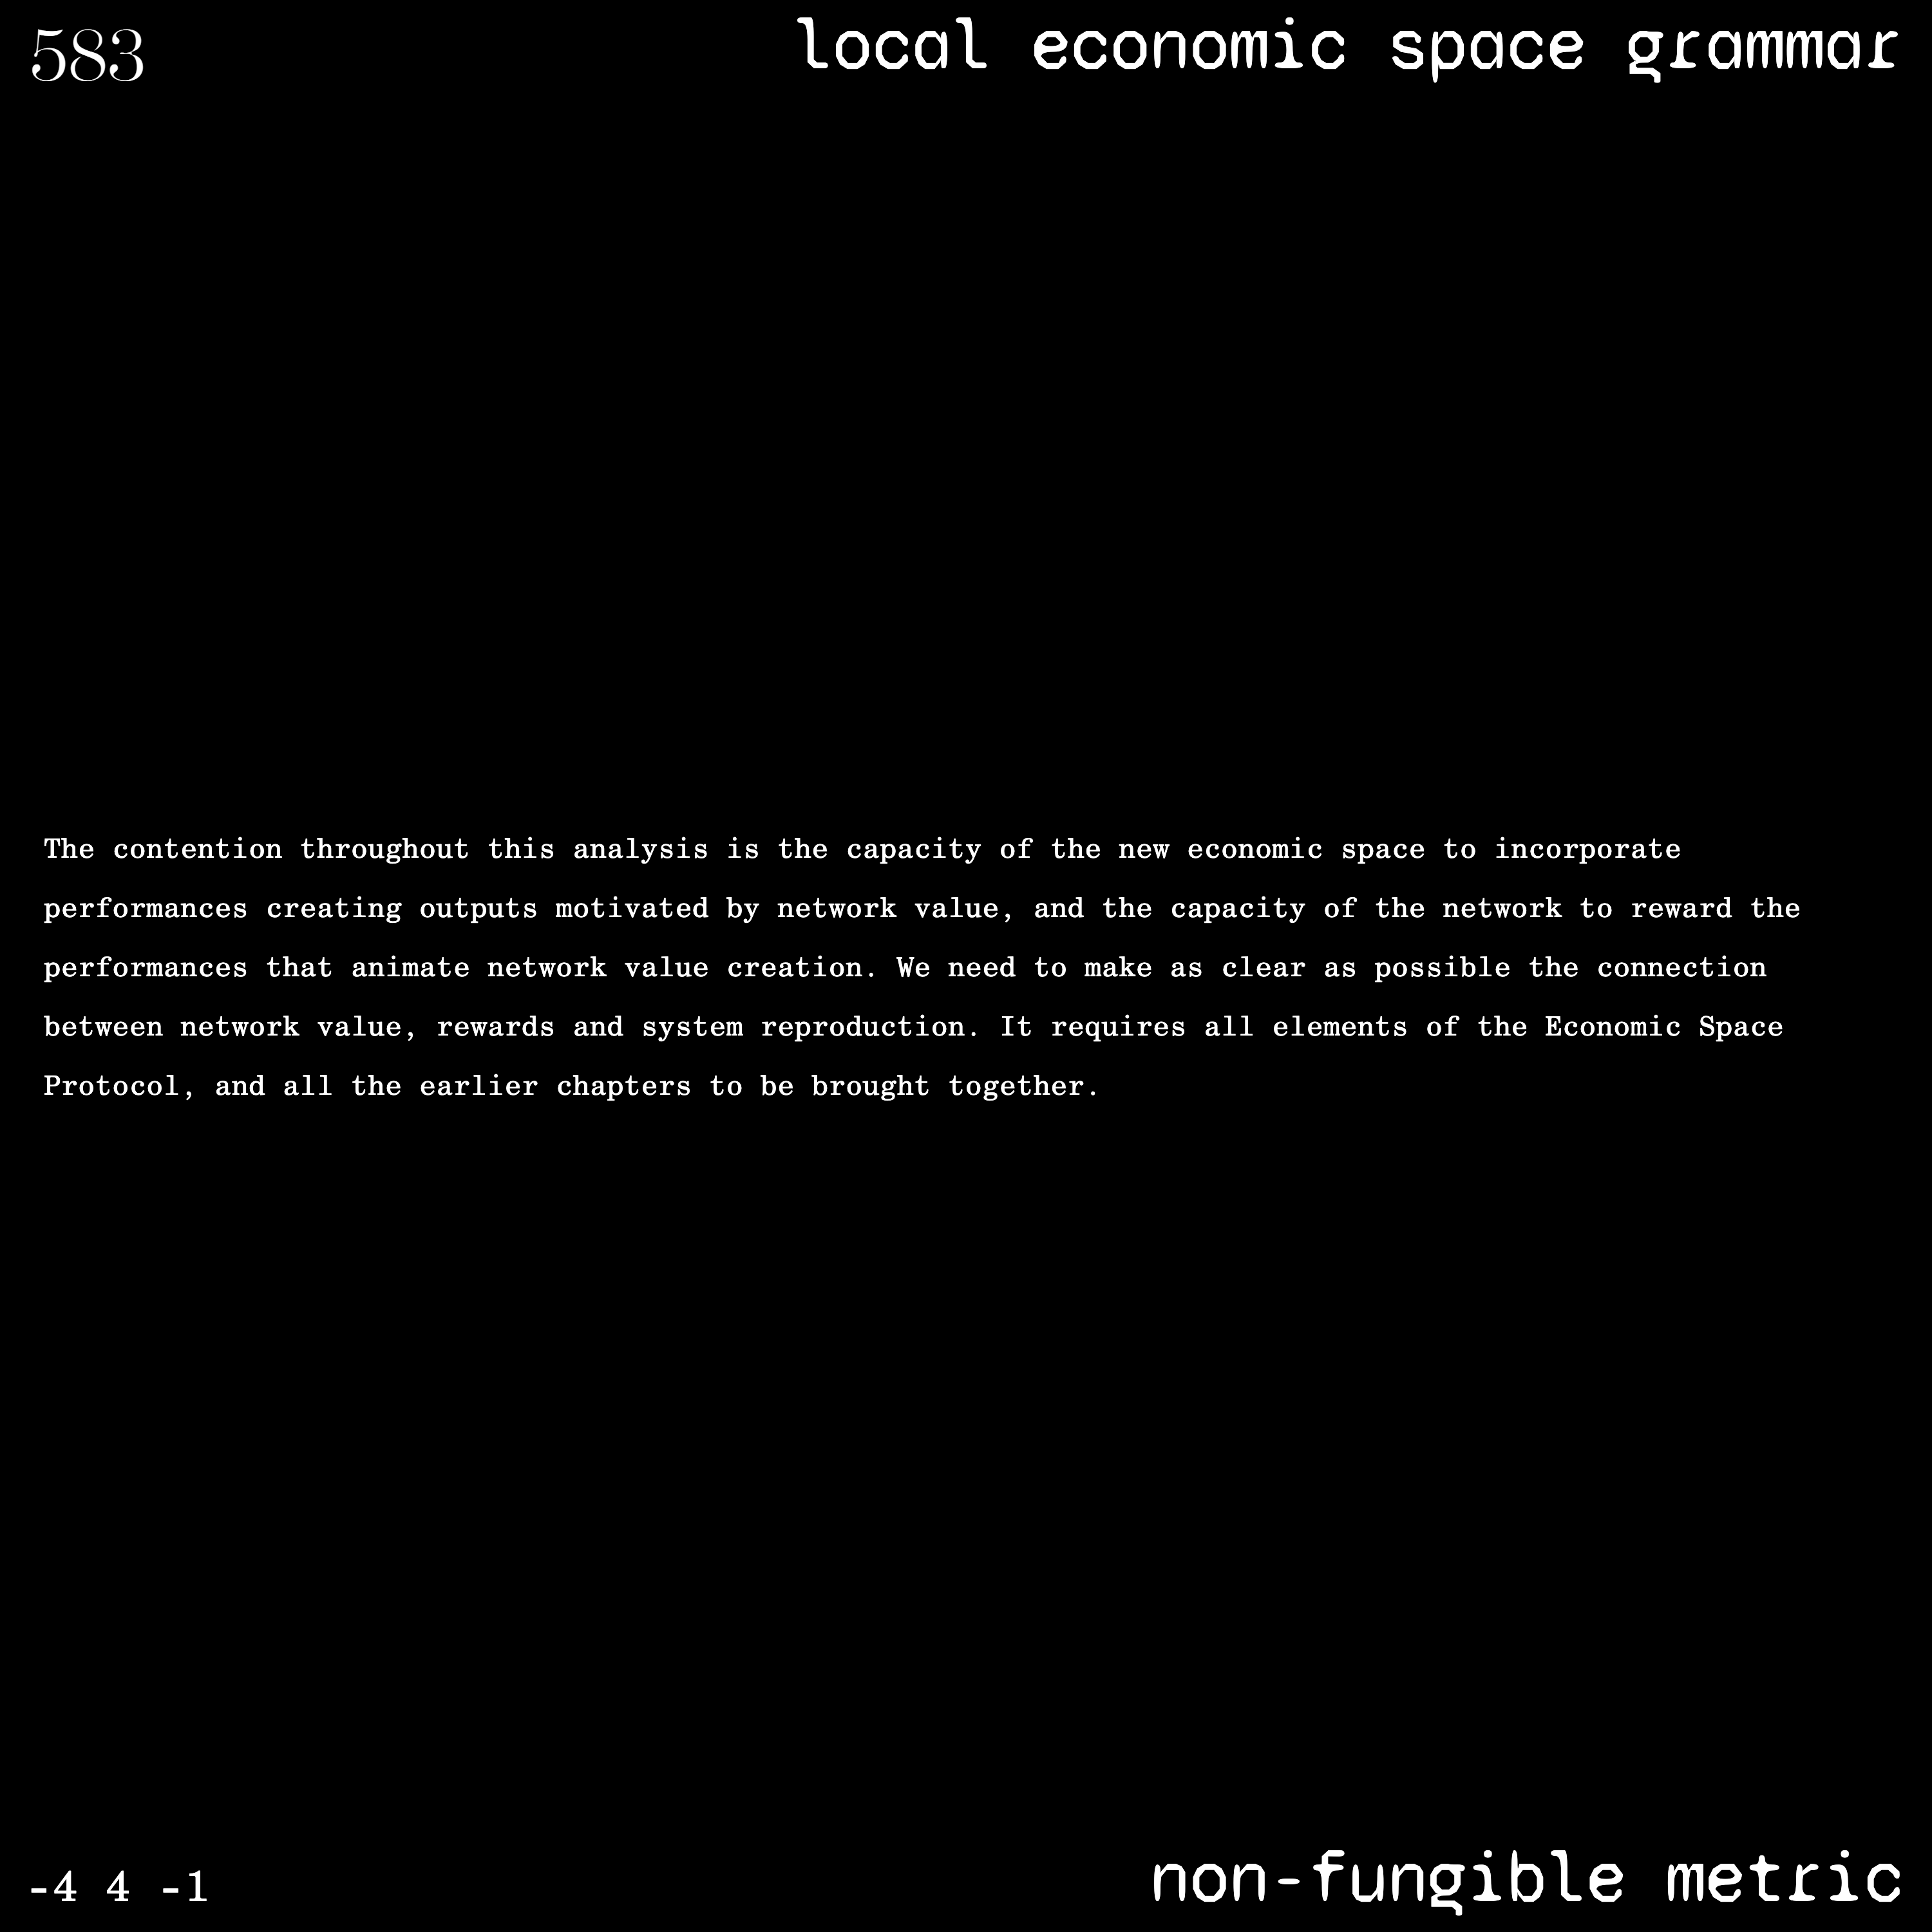 583
local economic space grammar
The contention throughout this analysis is the capacity of the new economic space to incorporate
performances creating outputs motivated by network value, and the capacity of the network to reward the
performances that animate network value creation. We need to make as clear as possible the connection
between network value, rewards and system reproduction. It requires all elements of the Economic Space
Protocol, and all the earlier chapters to be brought together.
-4 4 -1
non-fungible metric